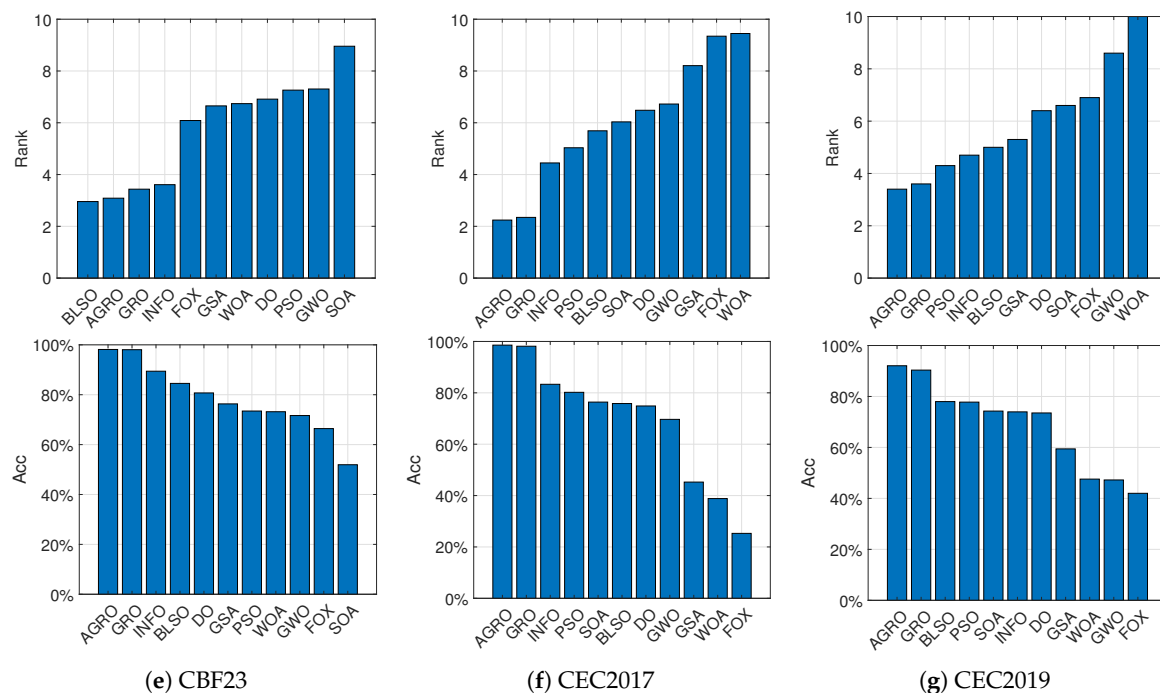 10
8
6
4
2
0
Rank
BLSO AGRO GRO INFO FOX GSA WOA DO PSO GWO SOA
10
8
6
4
2
0
Rank
AGRO GRO INFO PSO BLSO SOA DO GWO GSA FOX WOA
10
8
6
4
2
0
Rank
AGRO GRO PSO INFO BLSO GSA DO SOA FOX GWO WOA
100%
80%
60%
40%
20%
0%
Acc
AGRO GRO INFO BLSO DO GSA PSO WOA GWO FOX SOA
100%
80%
60%
40%
20%
0%
Acc
AGRO GRO INFO PSO SOA BLSO DO GWO GSA WOA FOX
100%
80%
60%
40%
20%
0%
Acc
AGRO GRO BLSO PSO SOA INFO DO GSA WOA GWO FOX
(e) CBF23
(f) CEC2017
(g) CEC2019